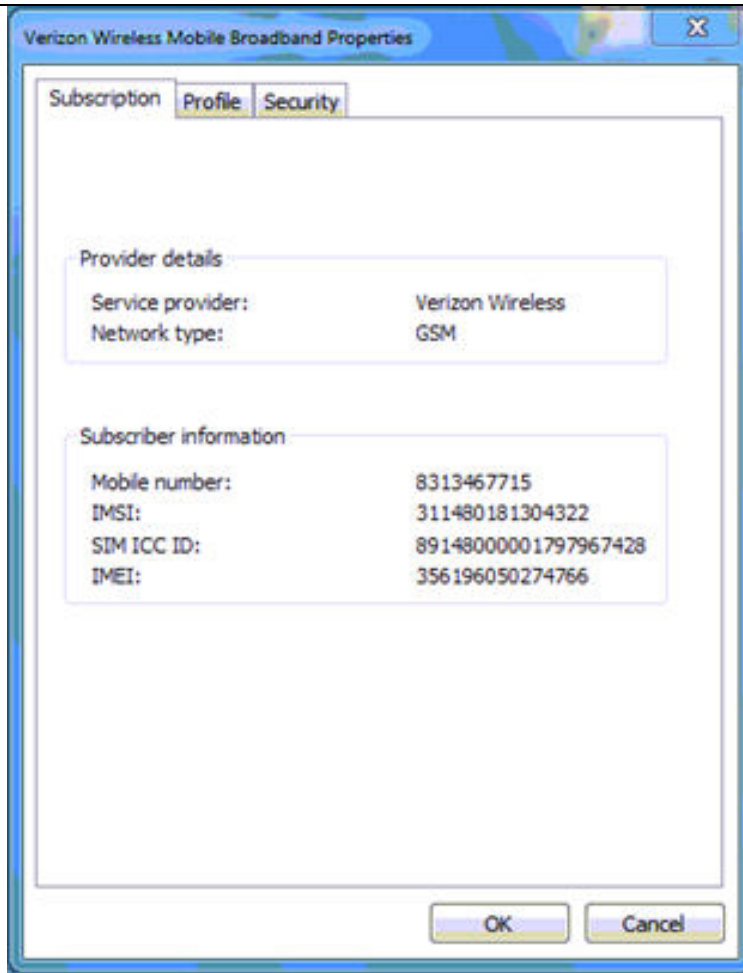 Verizon Wireless Mobile Broadband Properties
Subscription Profile Security
Provider details
Service provider: Verizon Wireless
Network type: GSM
Subscriber information
Mobile number: 8313467715
IMSI: 311480181304322
SIM ICC ID: 89148000001797967428
IMEI: 356196050274766
OK Cancel